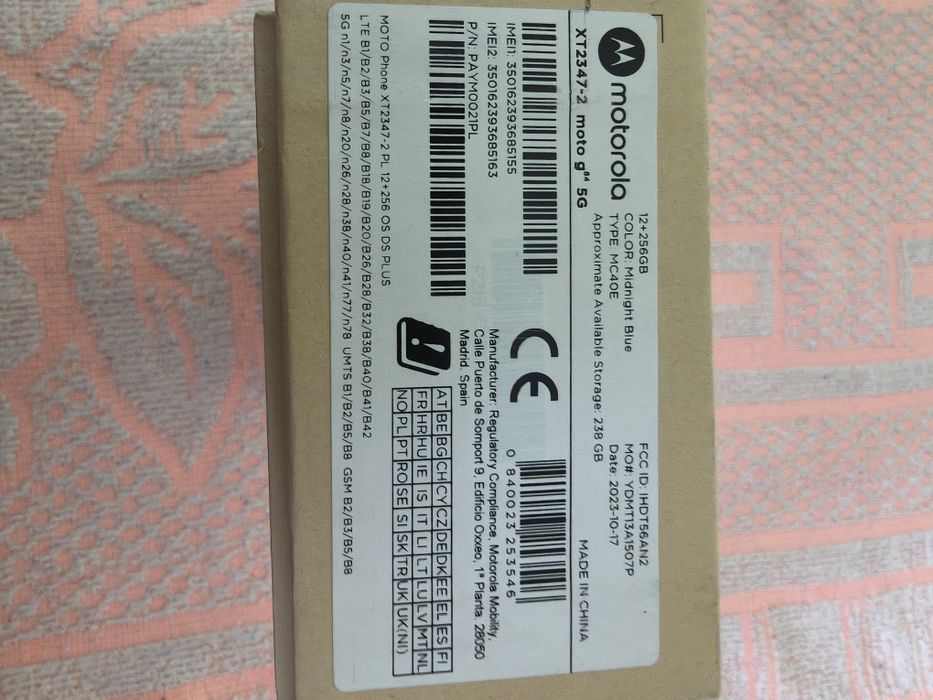 motorola
12+256GB
COLOR: Midnight Blue
TYPE: MC40E
Approximate Available Storage: 238 GB
FCC ID: IHDT56AN2
MO#: YDMT13A1507P
Date: 2023-10-17
XT2347-2 moto g84 5G
MADE IN CHINA
IMEI1: 350162393685155
IMEI2: 350162393685163
P/N: PAYM0021PL
CE
0 840023 253546
Manufacturer: Regulatory Compliance, Motorola Mobility,
Calle Puerto de Somport 9, Edificio Oxxeo, 1ª Planta 28050
Madrid. Spain
AT BE BG CH CY CZ DE DK EE EL ES FI
FR HR HU IE IS IT LI LT LU LV MT NL
NO PL PT RO SE SI SK TR UK UK(NI)
MOTO Phone XT2347-2 PL 12+256 OS DS PLUS
LTE B1/B2/B3/B5/B7/B8/B18/B19/B20/B26/B28/B32/B38/B40/B41/B42
5G n1/n3/n5/n7/n8/n20/n26/n28/n38/n40/n41/n77/n78 UMTS B1/B2/B5/B8 GSM B2/B3/B5/B8